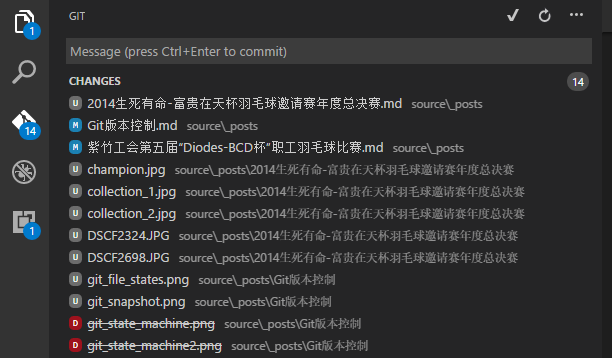 GIT
1
Message (press Ctrl+Enter to commit)
CHANGES 14
U 2014生死有命-富贵在天杯羽毛球邀请赛年度总决赛.md source\_posts
14
M Git版本控制.md source\_posts
M 紫竹工会第五届“Diodes-BCD杯”职工羽毛球比赛.md source\_posts
U champion.jpg source\_posts\2014生死有命-富贵在天杯羽毛球邀请赛年度总决赛
U collection_1.jpg source\_posts\2014生死有命-富贵在天杯羽毛球邀请赛年度总决赛
U collection_2.jpg source\_posts\2014生死有命-富贵在天杯羽毛球邀请赛年度总决赛
1
U DSCF2324.JPG source\_posts\2014生死有命-富贵在天杯羽毛球邀请赛年度总决赛
U DSCF2698.JPG source\_posts\2014生死有命-富贵在天杯羽毛球邀请赛年度总决赛
U git_file_states.png source\_posts\Git版本控制
U git_snapshot.png source\_posts\Git版本控制
D git_state_machine.png source\_posts\Git版本控制
D git_state_machine2.png source\_posts\Git版本控制